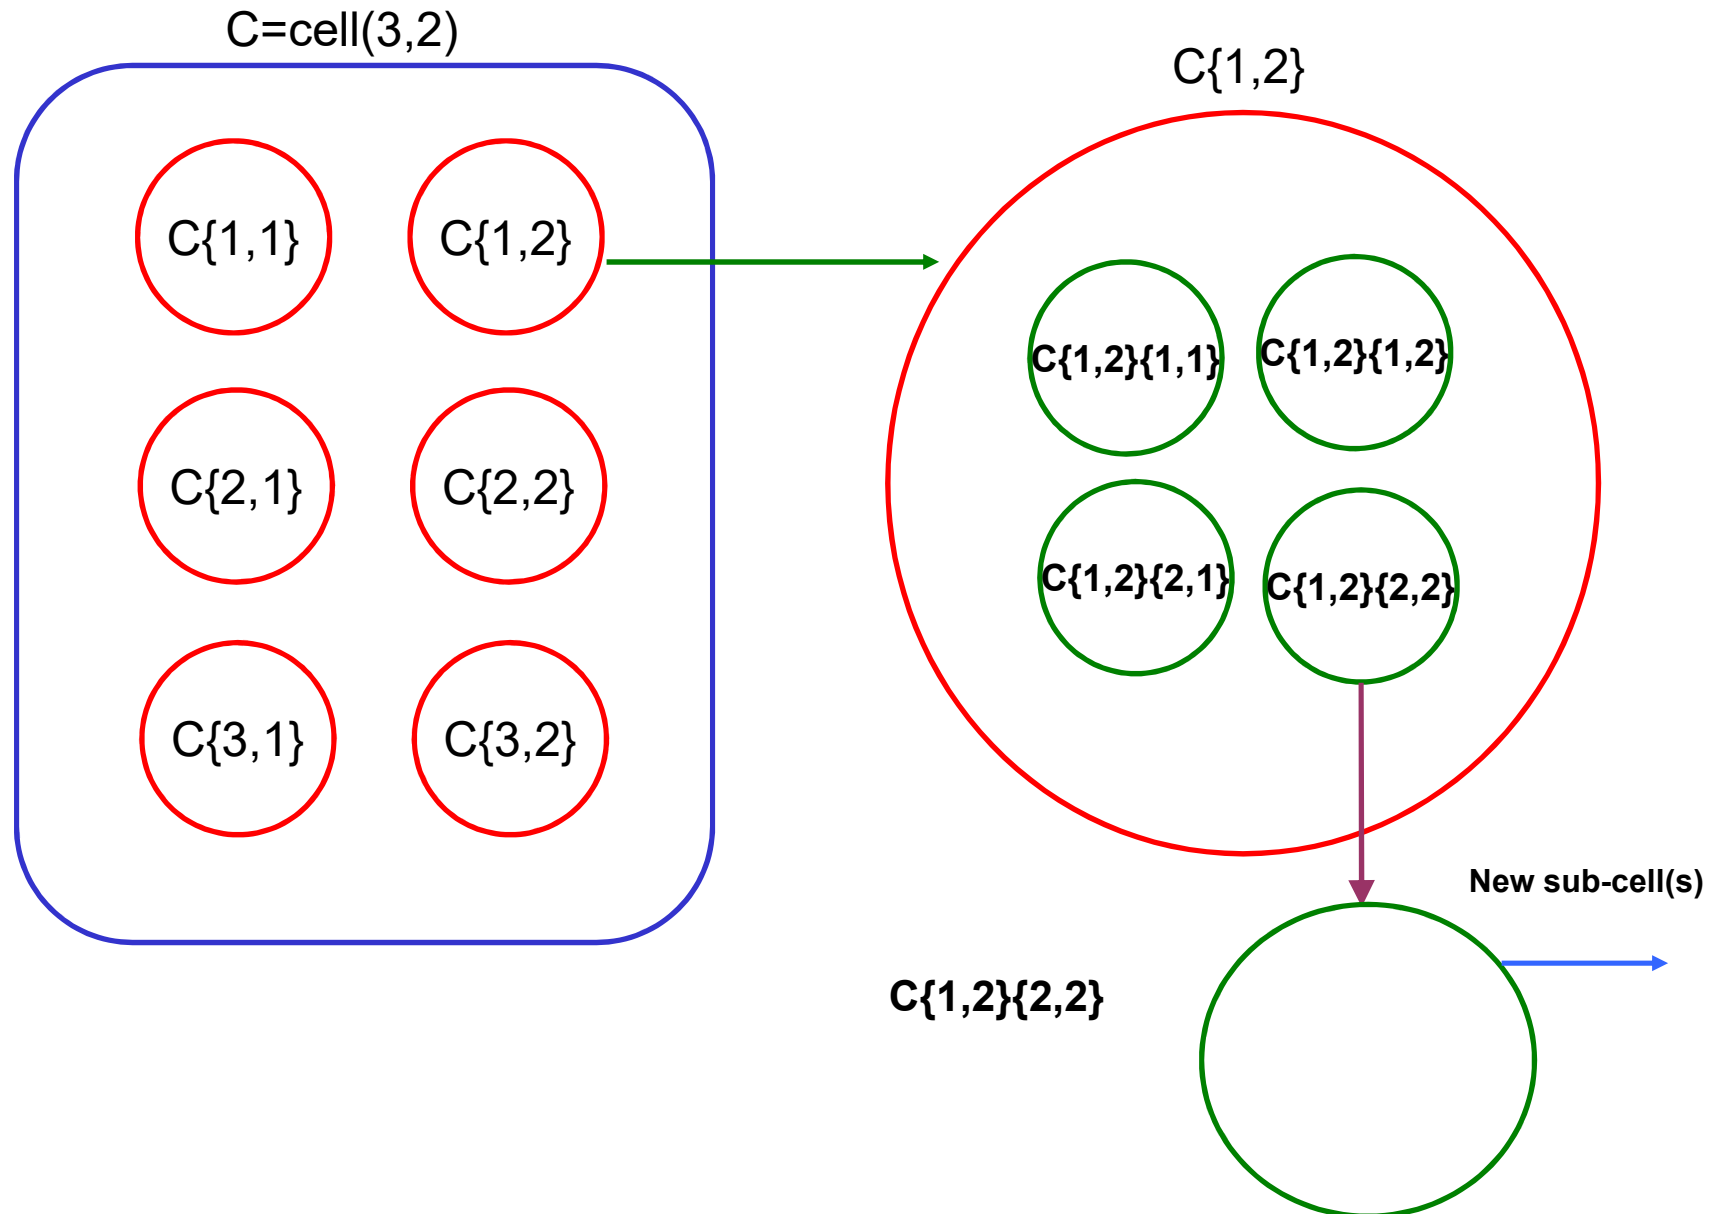 C=cell(3,2)
C{1,1}
C{1,2}
C{2,1}
C{2,2}
C{3,1}
C{3,2}
C{1,2}
C{1,2}{1,1}
C{1,2}{1,2}
C{1,2}{2,1}
C{1,2}{2,2}
New sub-cell(s)
C{1,2}{2,2}